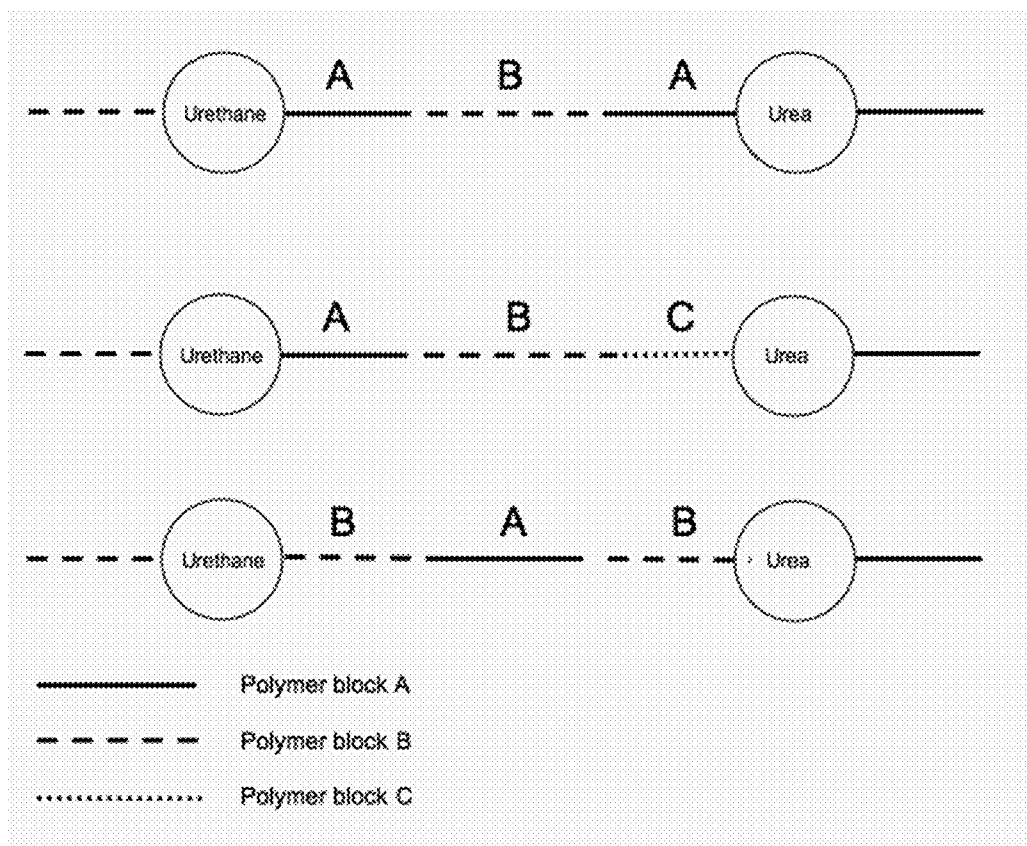 A B A
Urethane Urea
A B C
Urethane Urea
B A B
Urethane Urea
Polymer block A
Polymer block B
Polymer block C